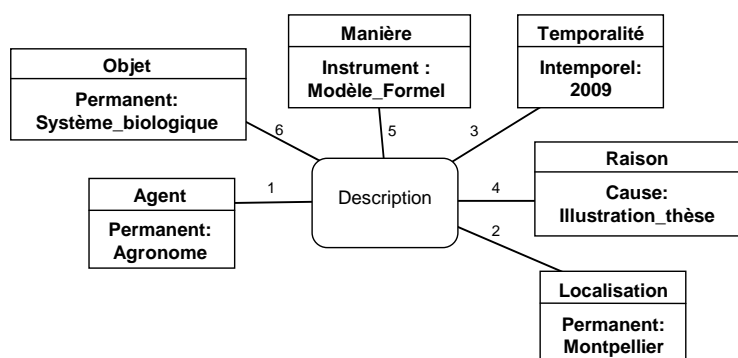 Manière
Instrument :
Modèle_Formel
Temporalité
Intemporel:
2009
Objet
Permanent:
Système_biologique
6
5
3
Raison
Cause:
Illustration_thèse
Agent
Permanent:
Agronome
1
Description
4
2
Localisation
Permanent:
Montpellier